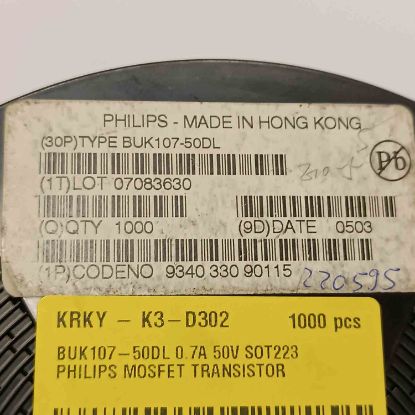 PHILIPS - MADE IN HONG KONG
(30P)TYPE BUK107-50DL
(1T)LOT 07083630
Pb
(Q)QTY 1000 (9D)DATE 0503
(1P)CODENO 9340 330 90115
220595
KRKY - K3-D302 1000 pcs
BUK107-50DL 0.7A 50V SOT223
PHILIPS MOSFET TRANSISTOR